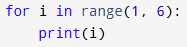 for i in range(1, 6):
    print(i)